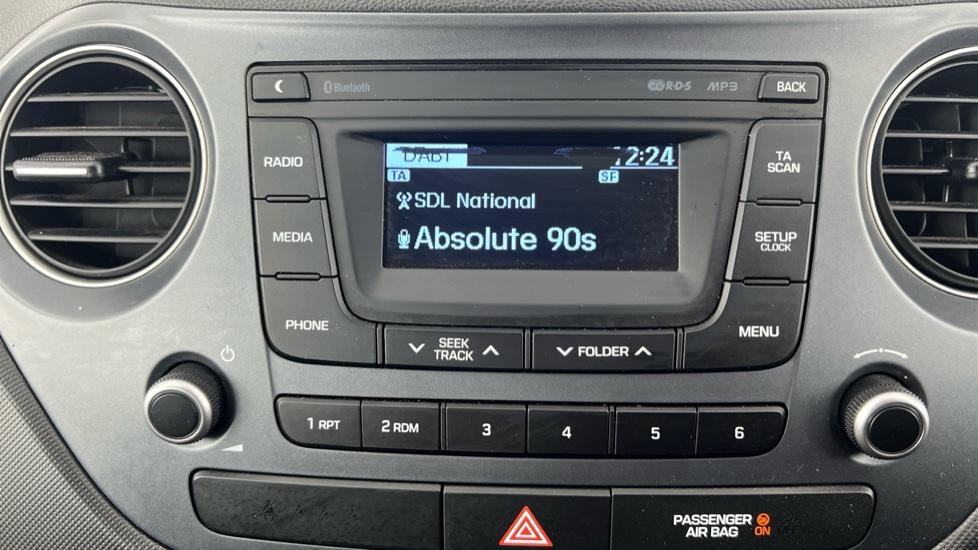 Bluetooth
RDS
MP3
BACK
RADIO
TA
SCAN
12:24
TA
SF
SDL National
Absolute 90s
MEDIA
SETUP
CLOCK
PHONE
SEEK
TRACK
FOLDER
MENU
1 RPT
2 RDM
3
4
5
6
PASSENGER
AIR BAG
ON